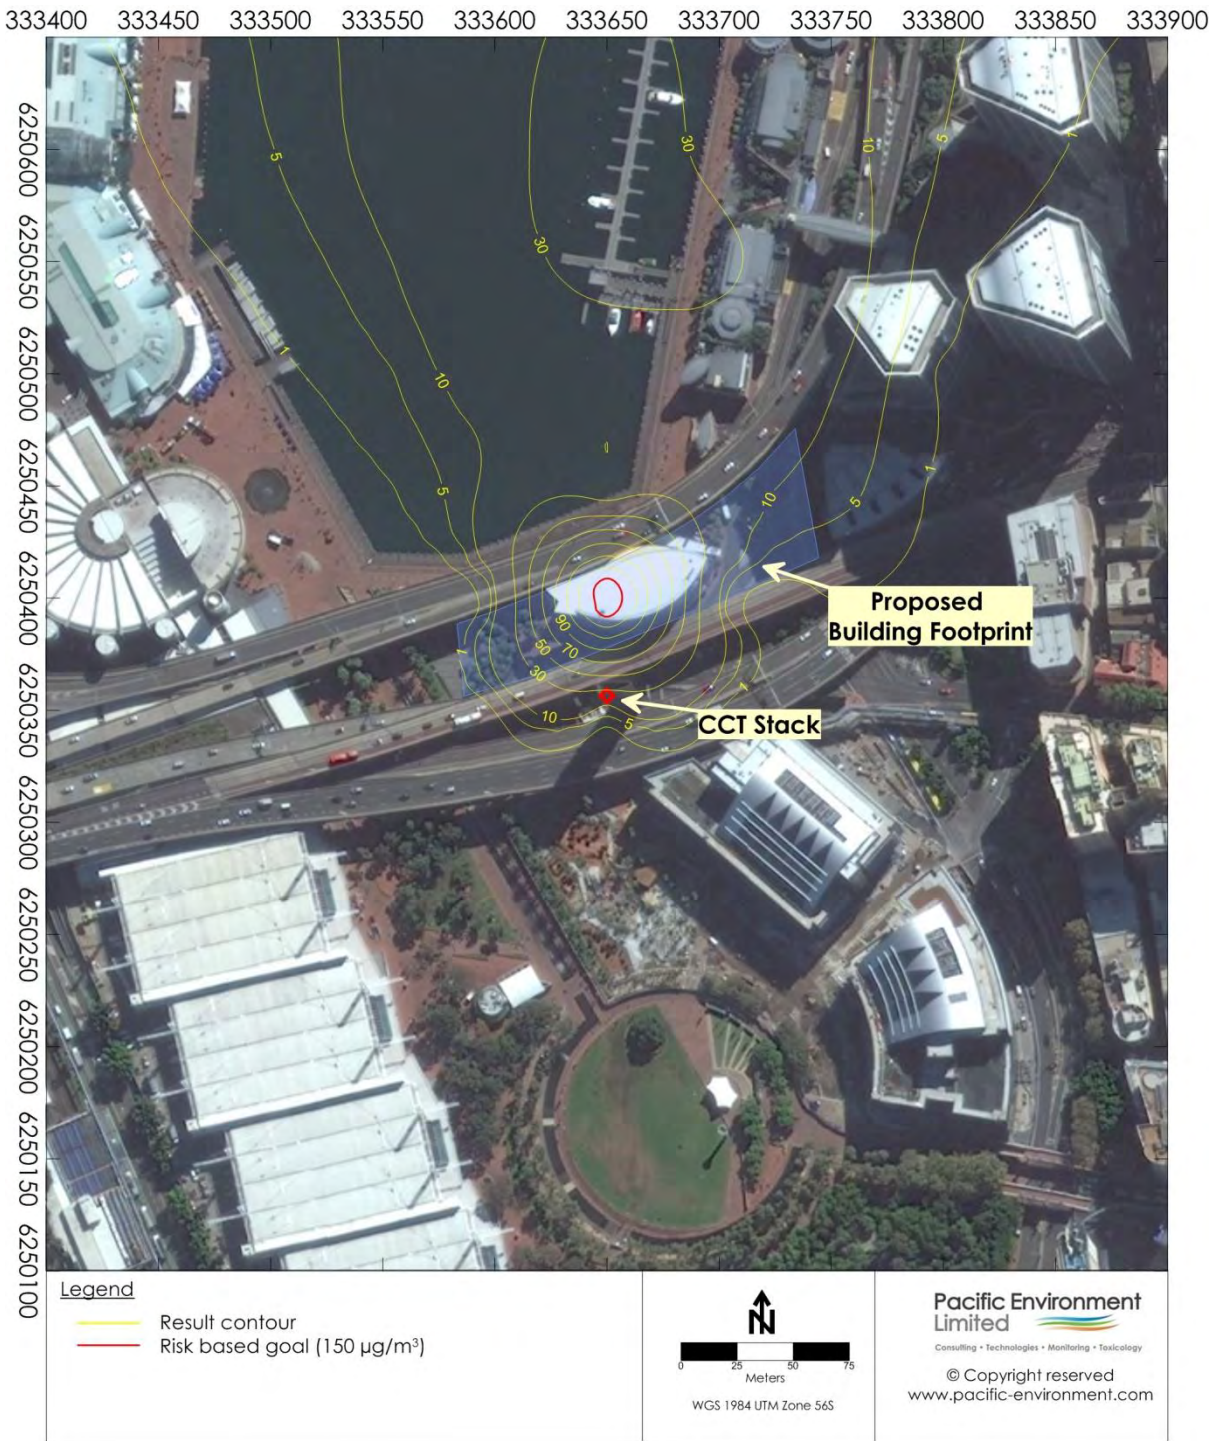 333400 333450 333500 333550 333600 333650 333700 333750 333800 333850 333900
6250600
6250550
6250500
6250450
6250400
6250350
6250300
6250250
6250200
6250150
6250100
5
10
5
1
30
30
1
10
5
10
5
1
1
90
50
70
30
10
5
1
Proposed
Building Footprint
CCT Stack
Legend
Result contour
Risk based goal (150 µg/m³)
N
0 25 50 75
Meters
WGS 1984 UTM Zone 56S
Pacific Environment
Limited
Consulting • Technologies • Monitoring • Toxicology
© Copyright reserved
www.pacific-environment.com